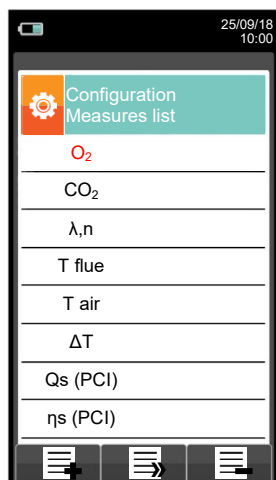 25/09/18
10:00
Configuration
Measures list
O₂
CO₂
λ,n
T flue
T air
ΔT
Qs (PCI)
ηs (PCI)